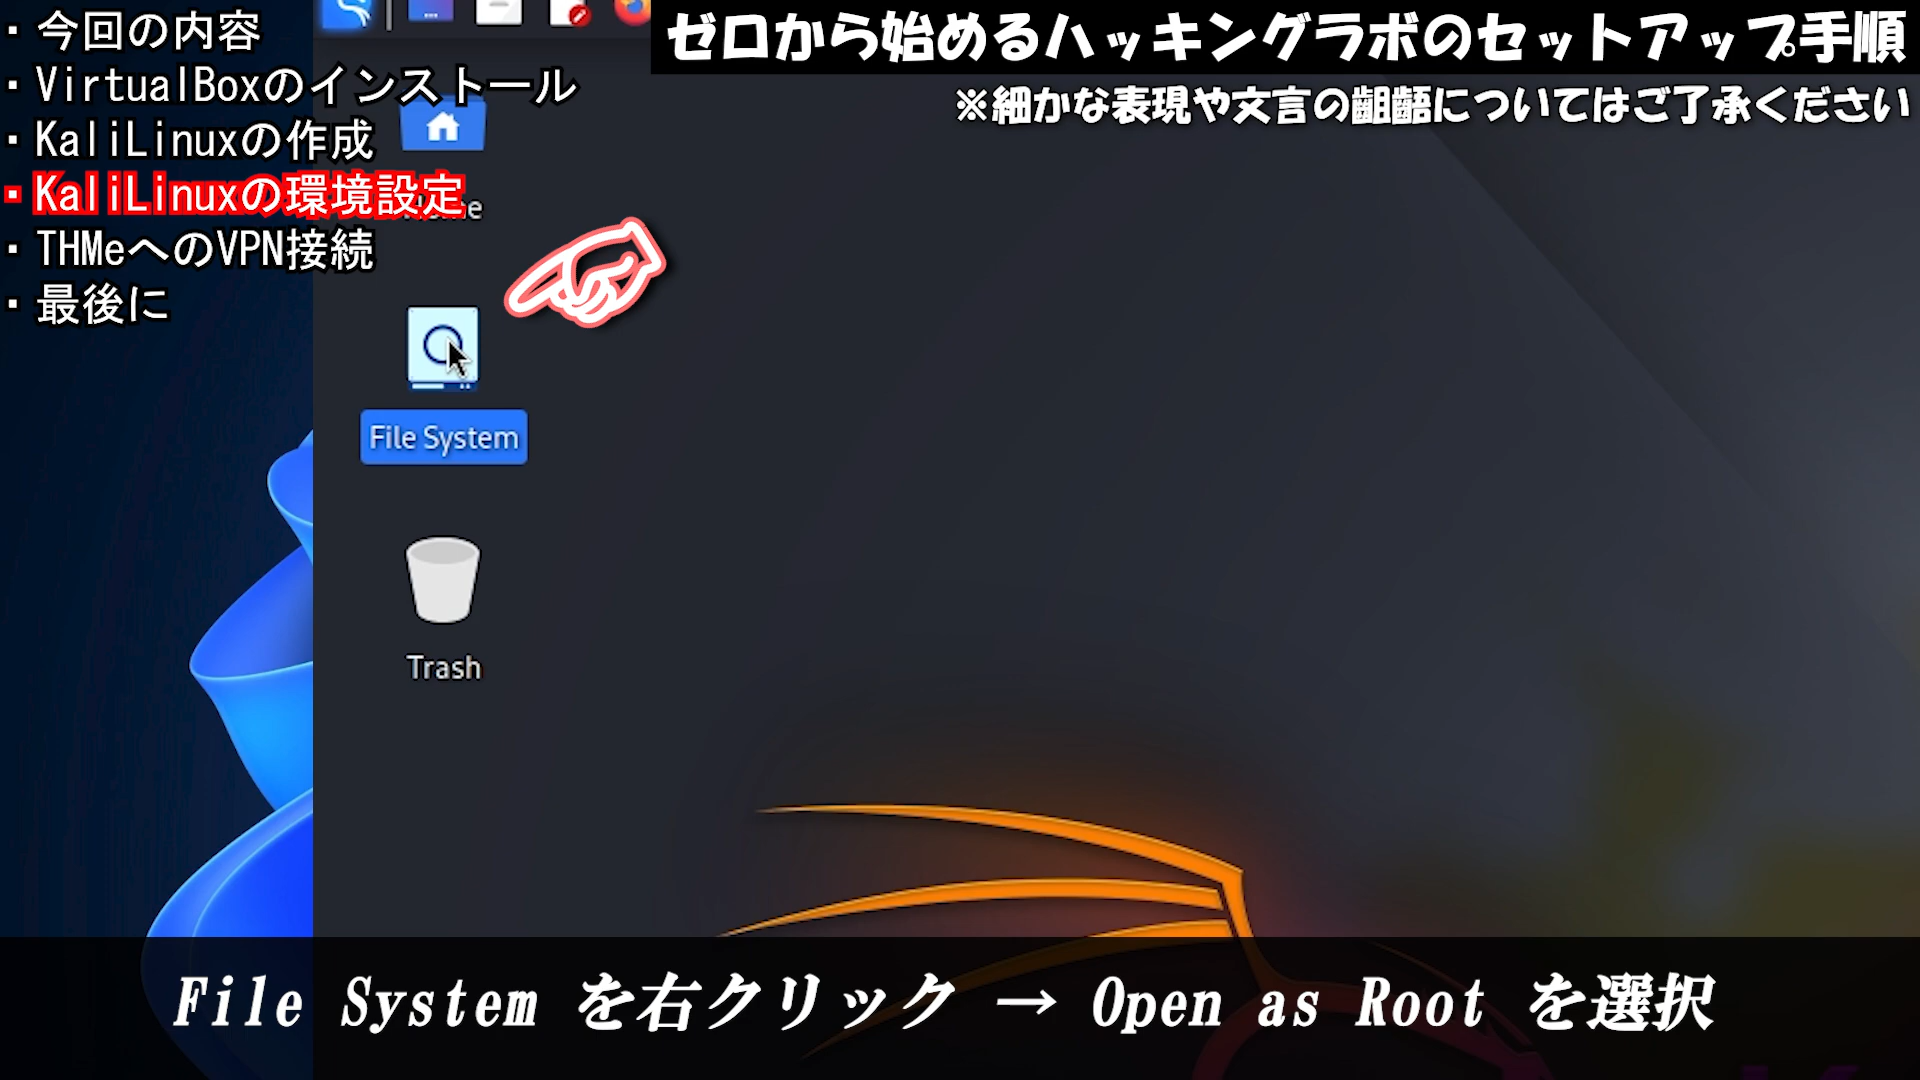 ゼロから始めるハッキングラボのセットアップ手順
※細かな表現や文言の齟齬についてはご了承ください
・今回の内容
・VirtualBoxのインストール
・KaliLinuxの作成
・KaliLinuxの環境設定
・THMeへのVPN接続
・最後に
Home
File System
Trash
File System を右クリック → Open as Root を選択